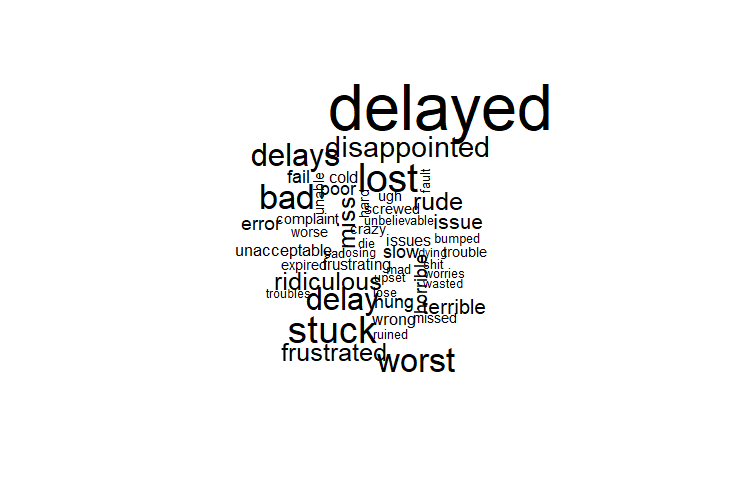 delayed
disappointed
delays
fail
cold
lost
fault
unable
poor
bad
hard
ugh
rude
miss
screwed
error
complaint
unbelievable
issue
worse
crazy
die
issues
bumped
unacceptable
sad
losing
slow
dying
trouble
expired
frustrating
mad
shit
horrible
worries
ridiculous
upset
wasted
troubles
delay
lose
hung
terrible
stuck
wrong
missed
ruined
frustrated
worst